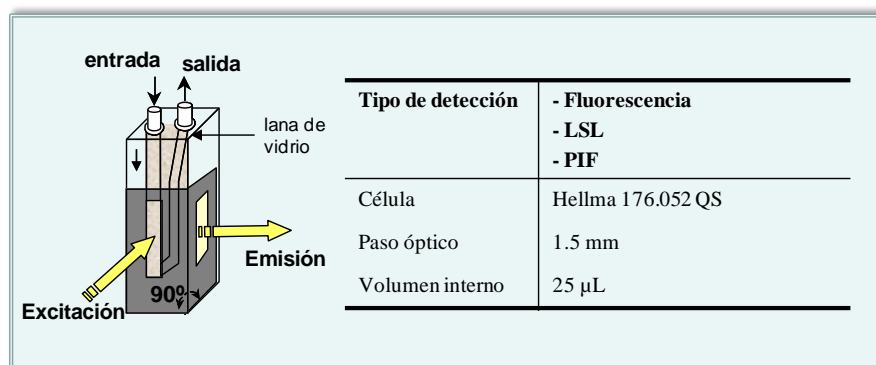 entrada
salida
lana de
vidrio
Excitación
Emisión
90%
Tipo de detección
- Fluorescencia
- LSL
- PIF
Célula
Hellma 176.052 QS
Paso óptico
1.5 mm
Volumen interno
25 µL